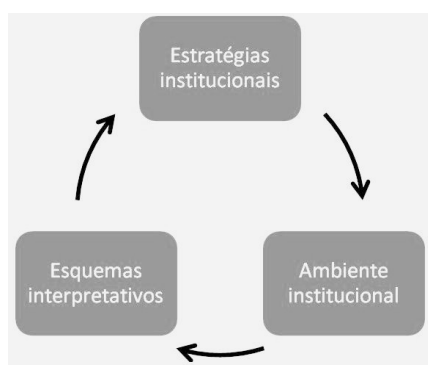 Estratégias
institucionais
Esquemas
interpretativos
Ambiente
institucional